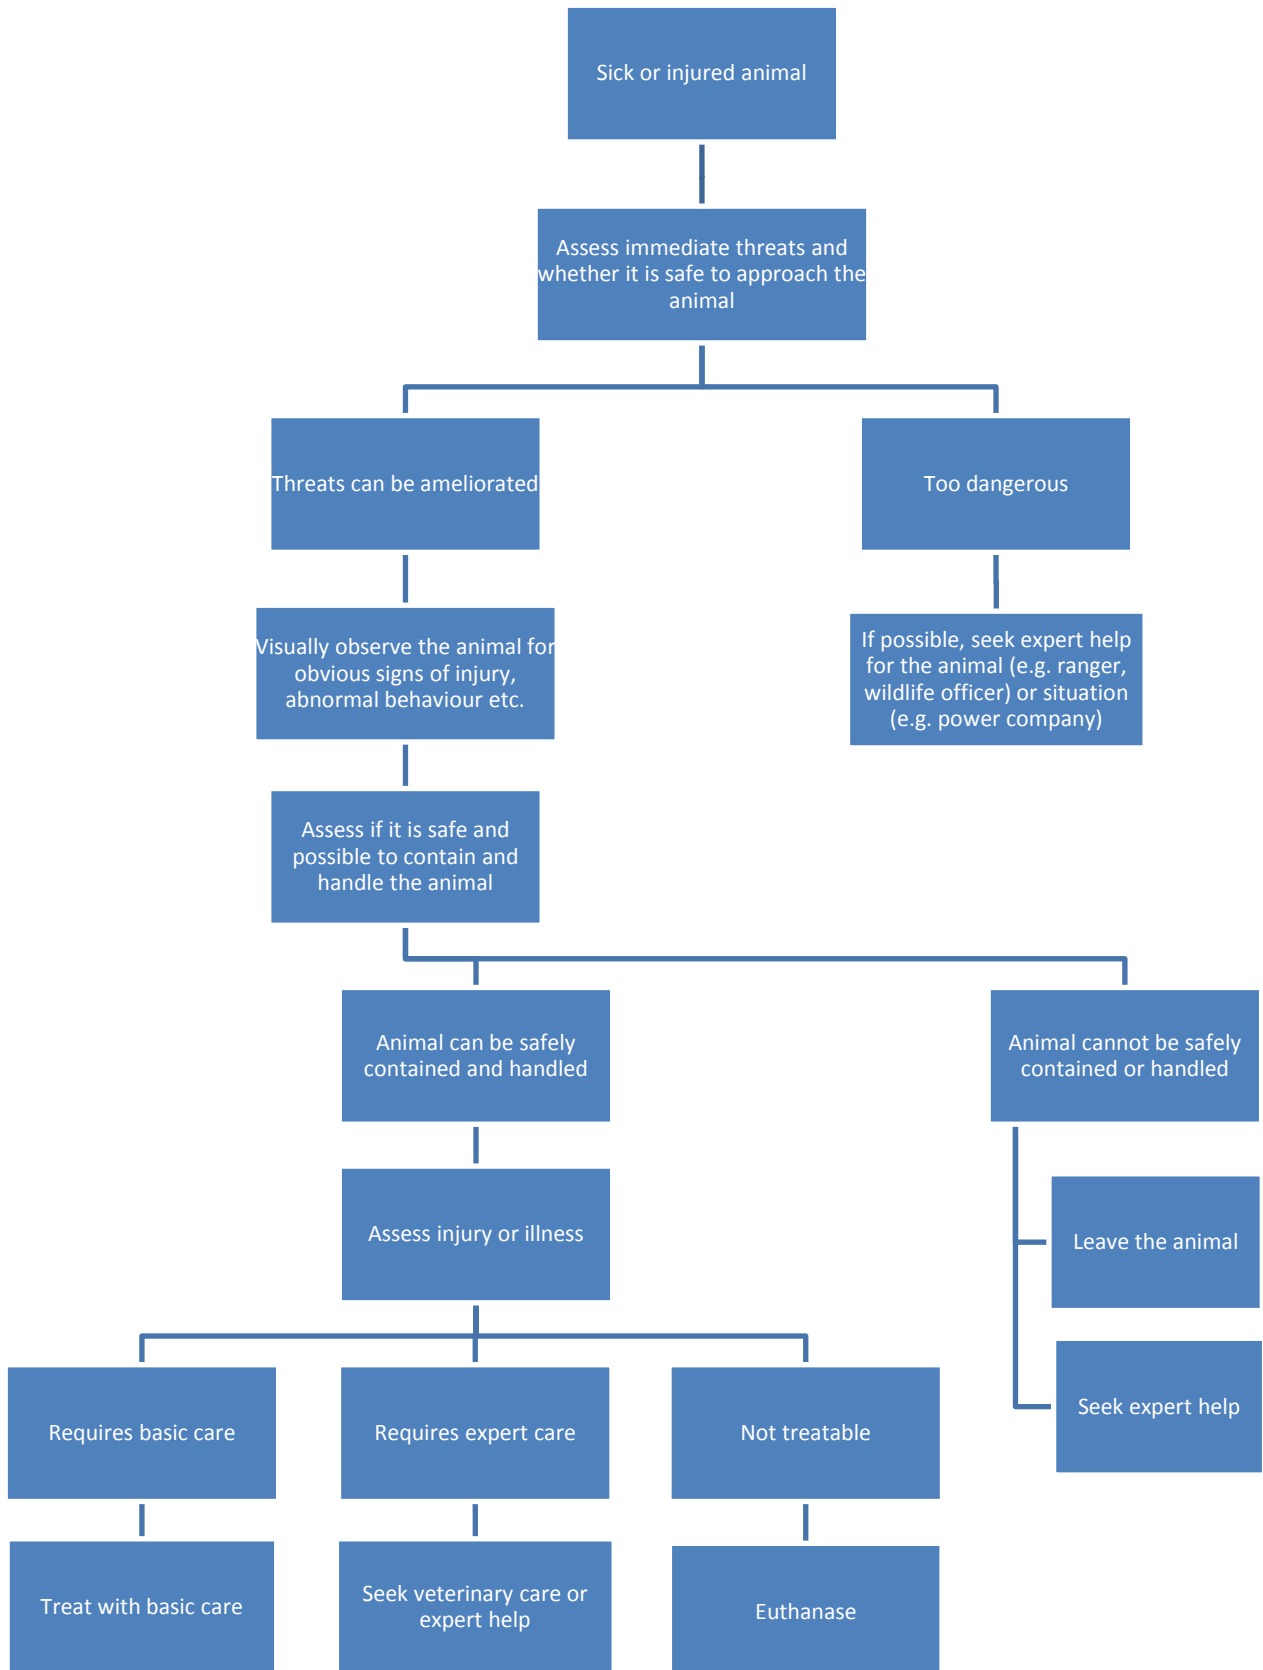 Sick or injured animal
Assess immediate threats and
whether it is safe to approach the
animal
Threats can be ameliorated
Too dangerous
Visually observe the animal for
obvious signs of injury,
abnormal behaviour etc.
If possible, seek expert help
for the animal (e.g. ranger,
wildlife officer) or situation
(e.g. power company)
Assess if it is safe and
possible to contain and
handle the animal
Animal can be safely
contained and handled
Animal cannot be safely
contained or handled
Assess injury or illness
Leave the animal
Seek expert help
Requires basic care
Requires expert care
Not treatable
Treat with basic care
Seek veterinary care or
expert help
Euthanase